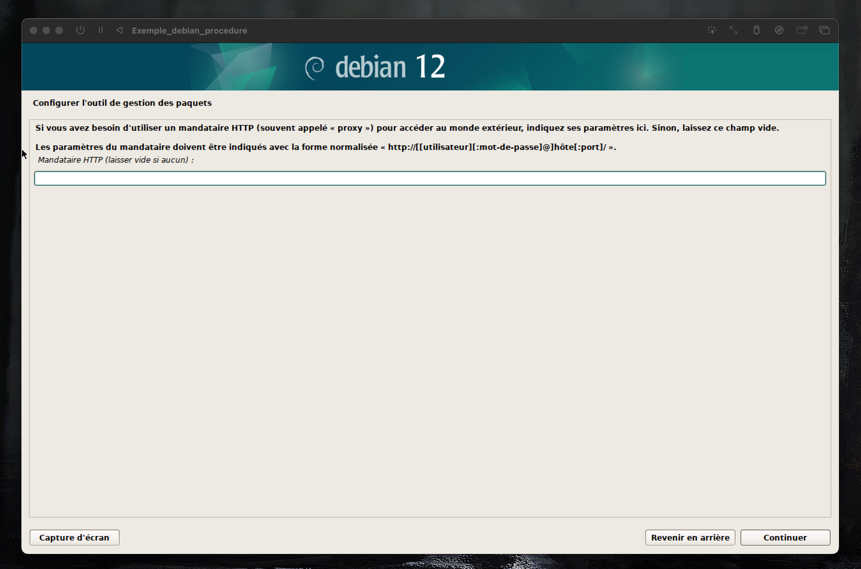 Exemple_debian_procedure
debian 12
Configurer l'outil de gestion des paquets
Si vous avez besoin d'utiliser un mandataire HTTP (souvent appelé « proxy ») pour accéder au monde extérieur, indiquez ses paramètres ici. Sinon, laissez ce champ vide.
Les paramètres du mandataire doivent être indiqués avec la forme normalisée « http://[[utilisateur][:mot-de-passe]@]hôte[:port]/ ».
Mandataire HTTP (laisser vide si aucun) :
Capture d'écran
Revenir en arrière
Continuer